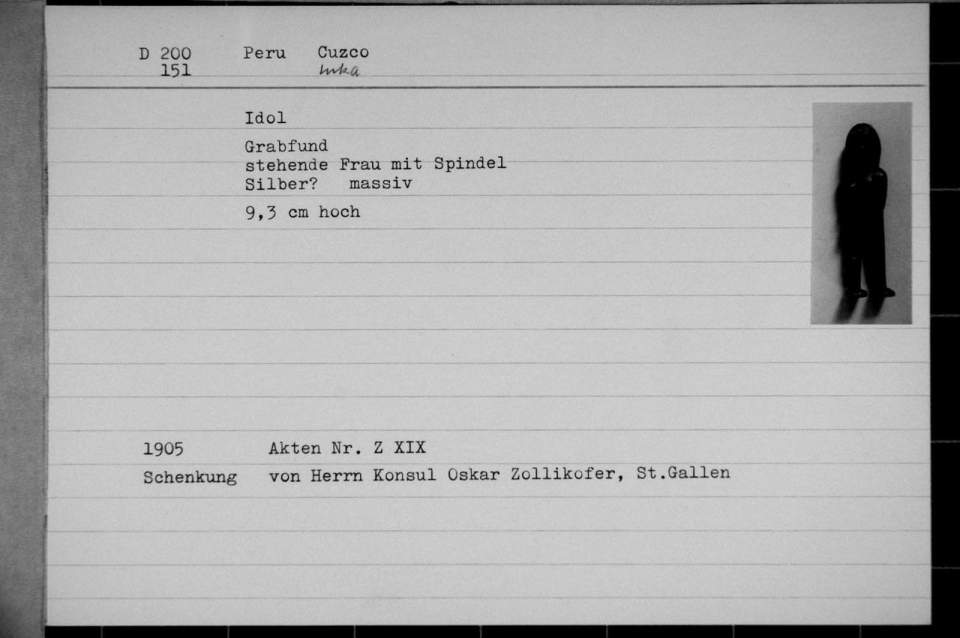 D 200 Peru Cuzco
151 Inka
Idol
Grabfund
stehende Frau mit Spindel
Silber? massiv
9,3 cm hoch
1905 Akten Nr. Z XIX
Schenkung von Herrn Konsul Oskar Zollikofer, St.Gallen